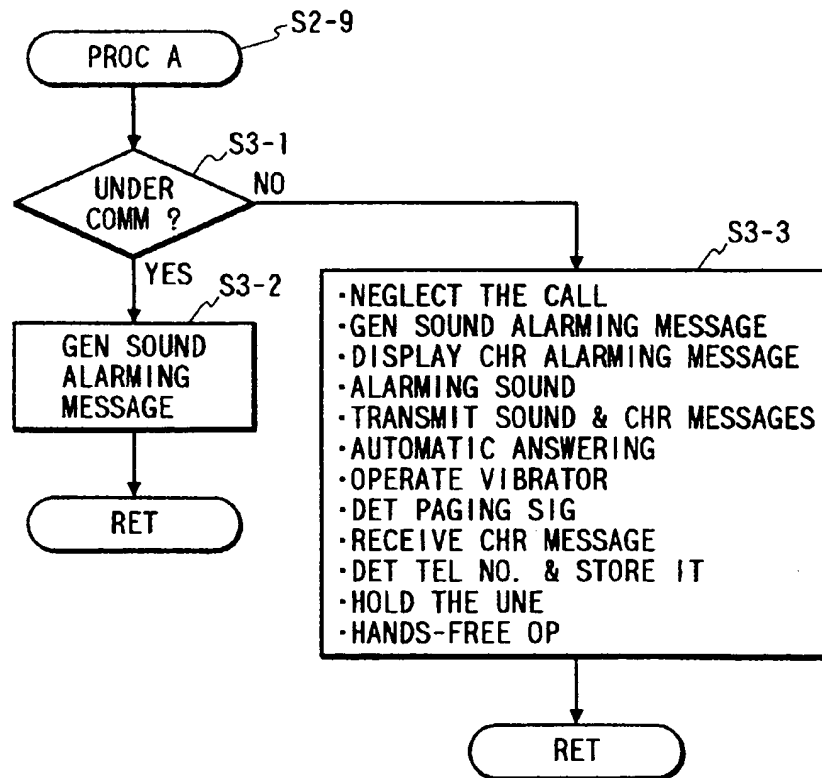 S2-9
PROC A
S3-1
UNDER
COMM ?
NO
YES
S3-2
GEN SOUND
ALARMING
MESSAGE
RET
S3-3
·NEGLECT THE CALL
·GEN SOUND ALARMING MESSAGE
·DISPLAY CHR ALARMING MESSAGE
·ALARMING SOUND
·TRANSMIT SOUND & CHR MESSAGES
·AUTOMATIC ANSWERING
·OPERATE VIBRATOR
·DET PAGING SIG
·RECEIVE CHR MESSAGE
·DET TEL NO. & STORE IT
·HOLD THE UNE
·HANDS-FREE OP
RET